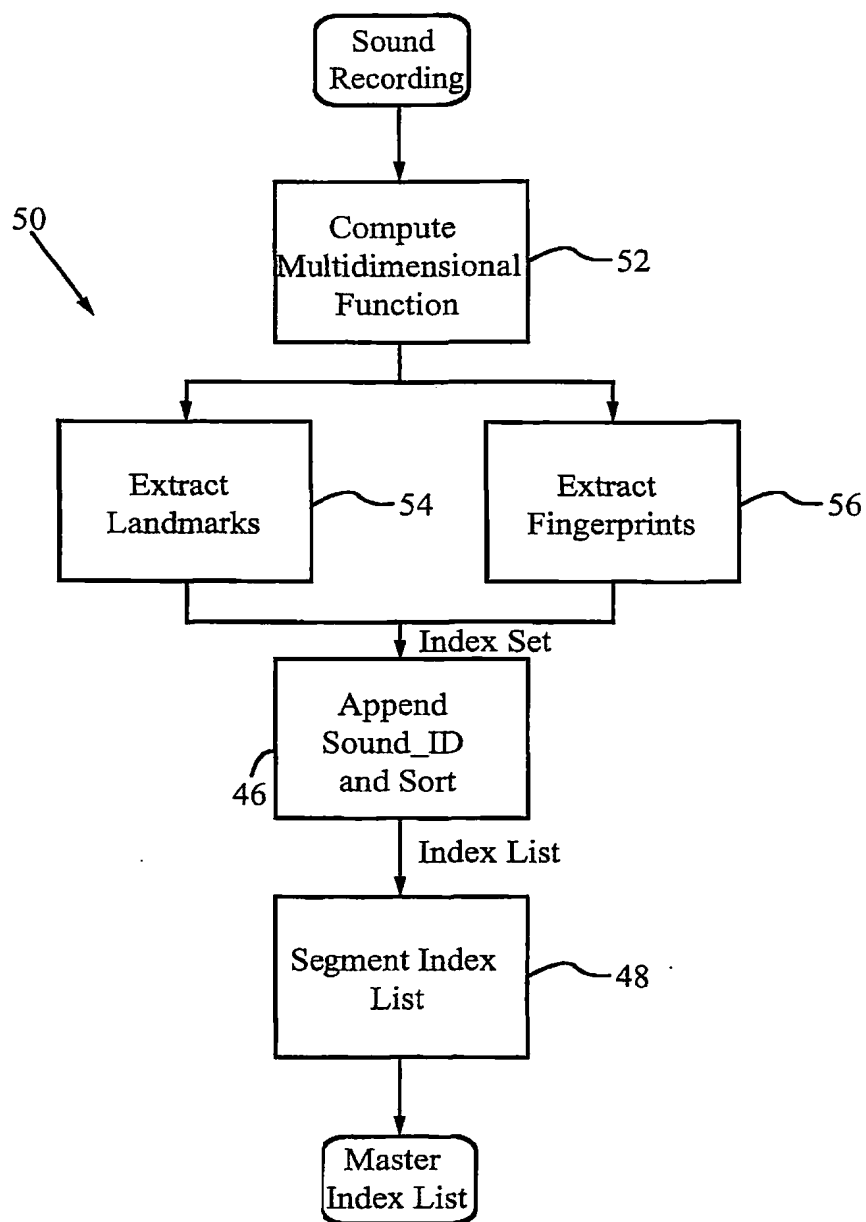 Sound
Recording
50
Compute
Multidimensional
Function
52
Extract
Landmarks
54
Extract
Fingerprints
56
Index Set
Append
Sound_ID
and Sort
46
Index List
Segment Index
List
48
Master
Index List